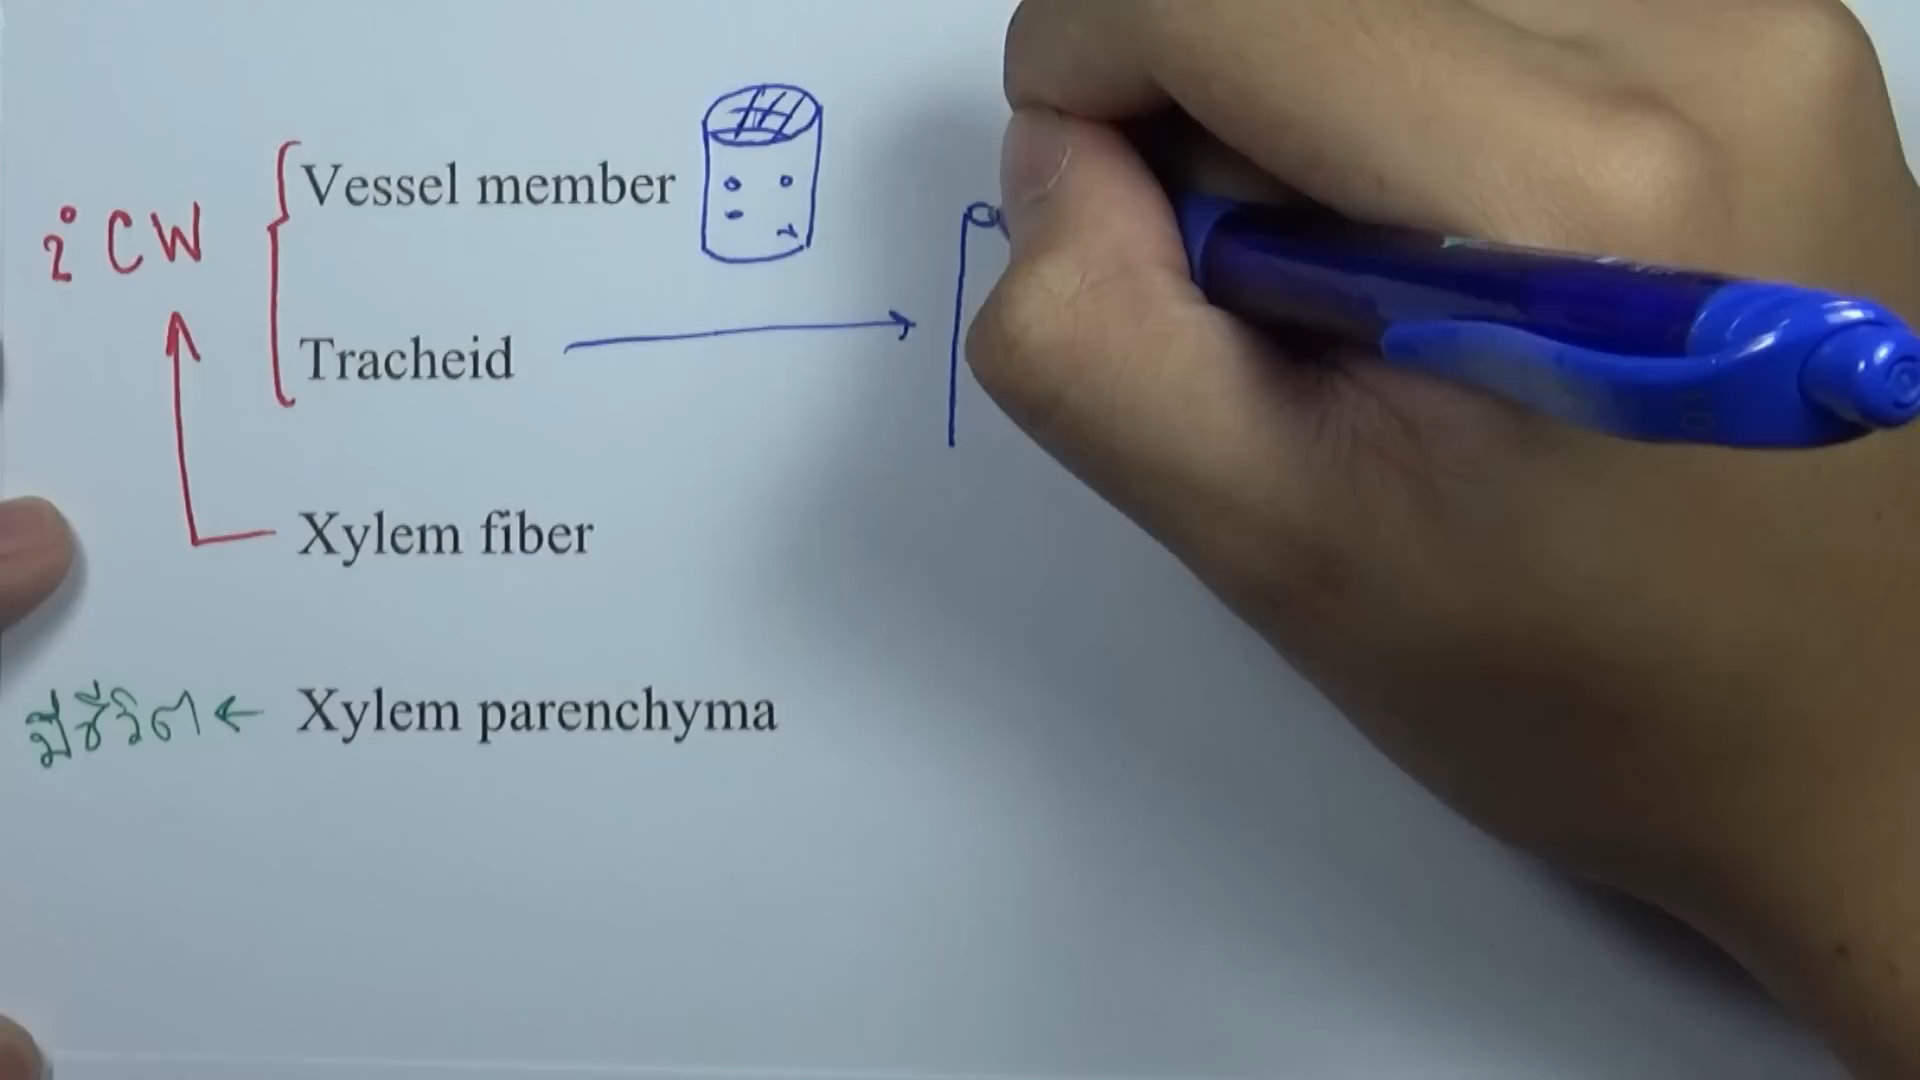 Vessel member
2° CW
Tracheid
Xylem fiber
มีชีวิต ← Xylem parenchyma